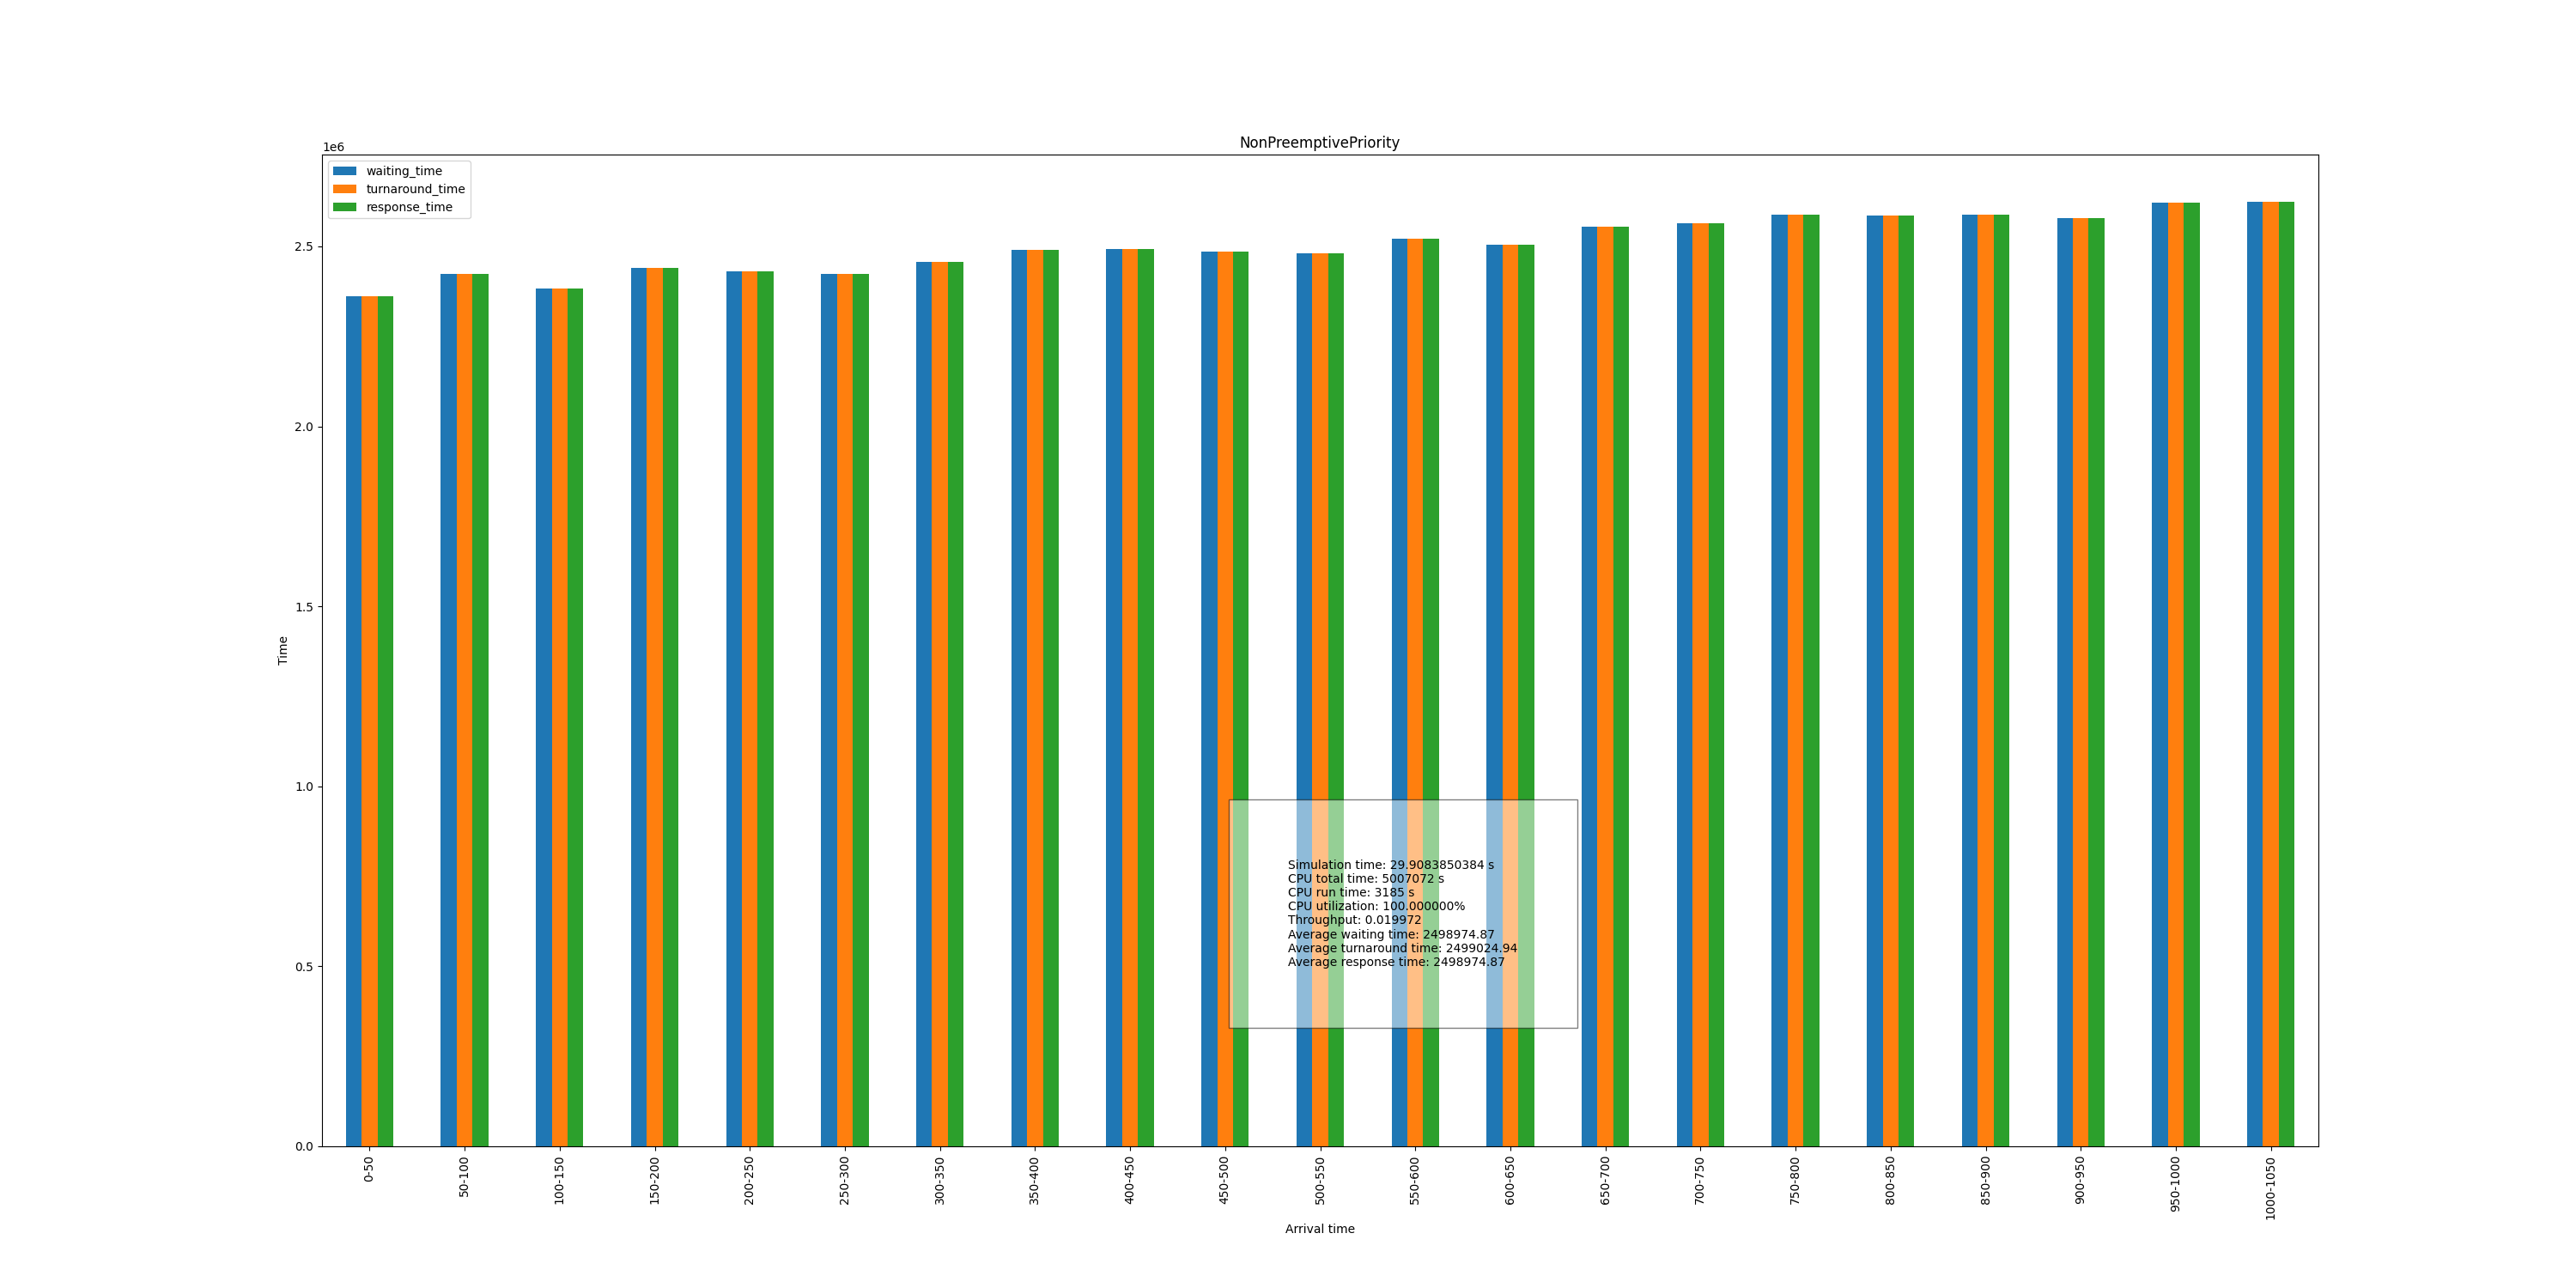 NonPreemptivePriority
1e6
waiting_time
turnaround_time
response_time
2.5
2.0
1.5
1.0
0.5
0.0
Time
Simulation time: 29.9083850384 s
CPU total time: 5007072 s
CPU run time: 3185 s
CPU utilization: 100.000000%
Throughput: 0.019972
Average waiting time: 2498974.87
Average turnaround time: 2499024.94
Average response time: 2498974.87
0-50
50-100
100-150
150-200
200-250
250-300
300-350
350-400
400-450
450-500
500-550
550-600
600-650
650-700
700-750
750-800
800-850
850-900
900-950
950-1000
1000-1050
Arrival time